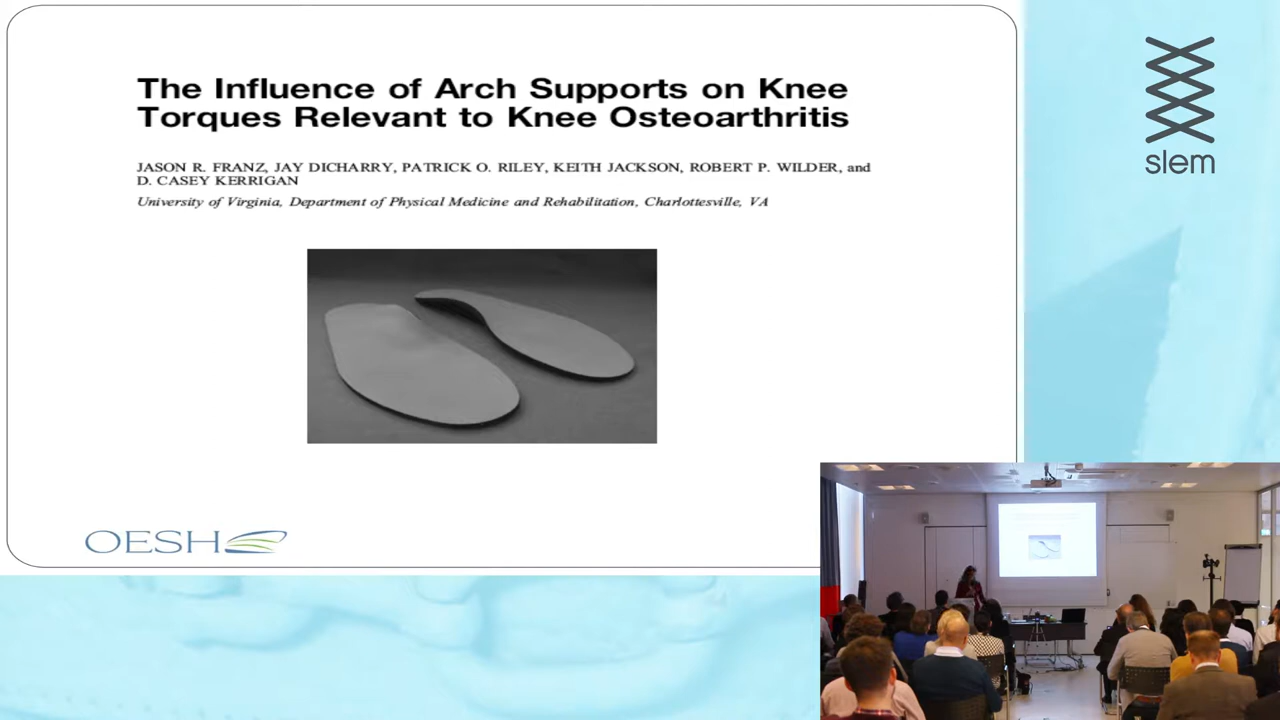 The Influence of Arch Supports on Knee
Torques Relevant to Knee Osteoarthritis
JASON R. FRANZ, JAY DICHARRY, PATRICK O. RILEY, KEITH JACKSON, ROBERT P. WILDER, and
D. CASEY KERRIGAN
University of Virginia, Department of Physical Medicine and Rehabilitation, Charlottesville, VA
OESH
slem